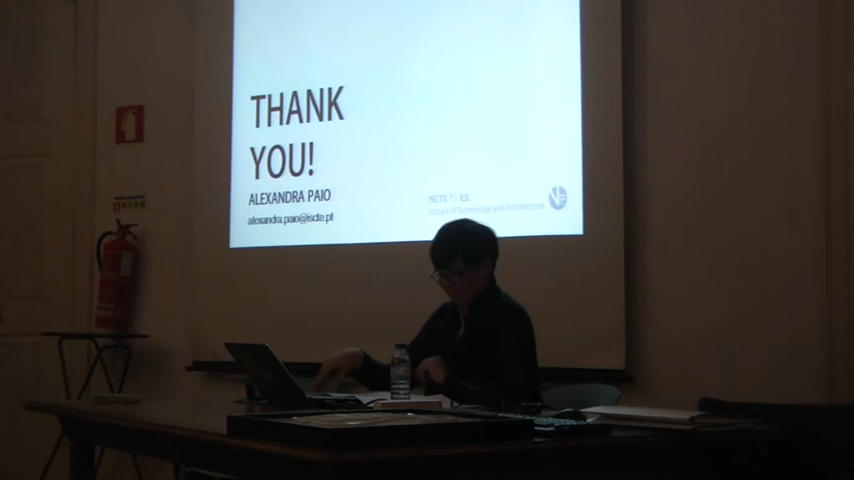 THANK
YOU!
ALEXANDRA PAIO
alexandra.paio@iscte.pt
ISCTE IUL
School of Technology and Architecture